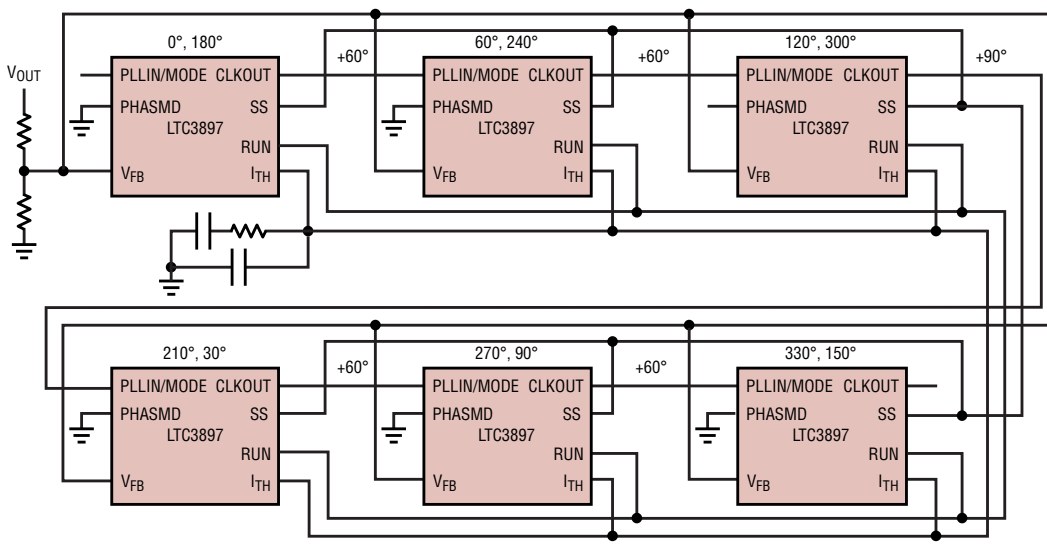 0°, 180°
60°, 240°
120°, 300°
+60°
+60°
+90°
VOUT
PLLIN/MODE CLKOUT
PHASMD SS
LTC3897
RUN
VFB ITH
PLLIN/MODE CLKOUT
PHASMD SS
LTC3897
RUN
VFB ITH
PLLIN/MODE CLKOUT
PHASMD SS
LTC3897
RUN
VFB ITH
210°, 30°
270°, 90°
330°, 150°
+60°
+60°
PLLIN/MODE CLKOUT
PHASMD SS
LTC3897
RUN
VFB ITH
PLLIN/MODE CLKOUT
PHASMD SS
LTC3897
RUN
VFB ITH
PLLIN/MODE CLKOUT
PHASMD SS
LTC3897
RUN
VFB ITH